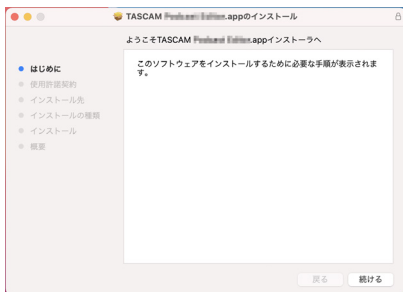 TASCAM .appのインストール
ようこそTASCAM .appインストーラへ
はじめに
使用許諾契約
インストール先
インストールの種類
インストール
概要
このソフトウェアをインストールするために必要な手順が表示されま
す。
戻る
続ける